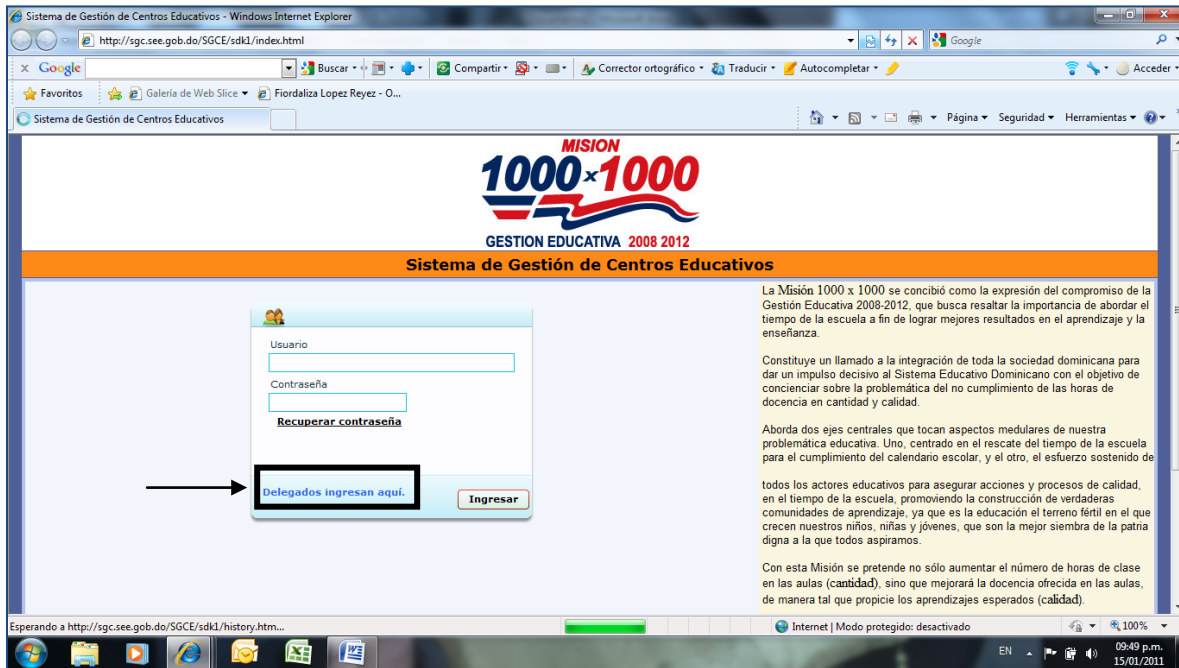 Sistema de Gestión de Centros Educativos - Windows Internet Explorer
http://sgc.see.gob.do/SGCE/sdk1/index.html
Google
x Google
Buscar
Compartir
Corrector ortográfico
Traducir
Autocompletar
Acceder
Favoritos
Galería de Web Slice
Fiordaliza Lopez Reyez - O...
Sistema de Gestión de Centros Educativos
Página
Seguridad
Herramientas
MISION
1000x1000
GESTION EDUCATIVA 2008 2012
Sistema de Gestión de Centros Educativos
Usuario
Contraseña
Recuperar contraseña
Delegados ingresan aquí.
Ingresar
La Misión 1000 x 1000 se concibió como la expresión del compromiso de la
Gestión Educativa 2008-2012, que busca resaltar la importancia de abordar el
tiempo de la escuela a fin de lograr mejores resultados en el aprendizaje y la
enseñanza.
Constituye un llamado a la integración de toda la sociedad dominicana para
dar un impulso decisivo al Sistema Educativo Dominicano con el objetivo de
concienciar sobre la problemática del no cumplimiento de las horas de
docencia en cantidad y calidad.
Aborda dos ejes centrales que tocan aspectos medulares de nuestra
problemática educativa. Uno, centrado en el rescate del tiempo de la escuela
para el cumplimiento del calendario escolar, y el otro, el esfuerzo sostenido de
todos los actores educativos para asegurar acciones y procesos de calidad,
en el tiempo de la escuela, promoviendo la construcción de verdaderas
comunidades de aprendizaje, ya que es la educación el terreno fértil en el que
crecen nuestros niños, niñas y jóvenes, que son la mejor siembra de la patria
digna a la que todos aspiramos.
Con esta Misión se pretende no sólo aumentar el número de horas de clase
en las aulas (cantidad), sino que mejorará la docencia ofrecida en las aulas,
de manera tal que propicie los aprendizajes esperados (calidad).
Esperando a http://sgc.see.gob.do/SGCE/sdk1/history.htm...
Internet | Modo protegido: desactivado
100%
EN
09:49 p.m.
15/01/2011